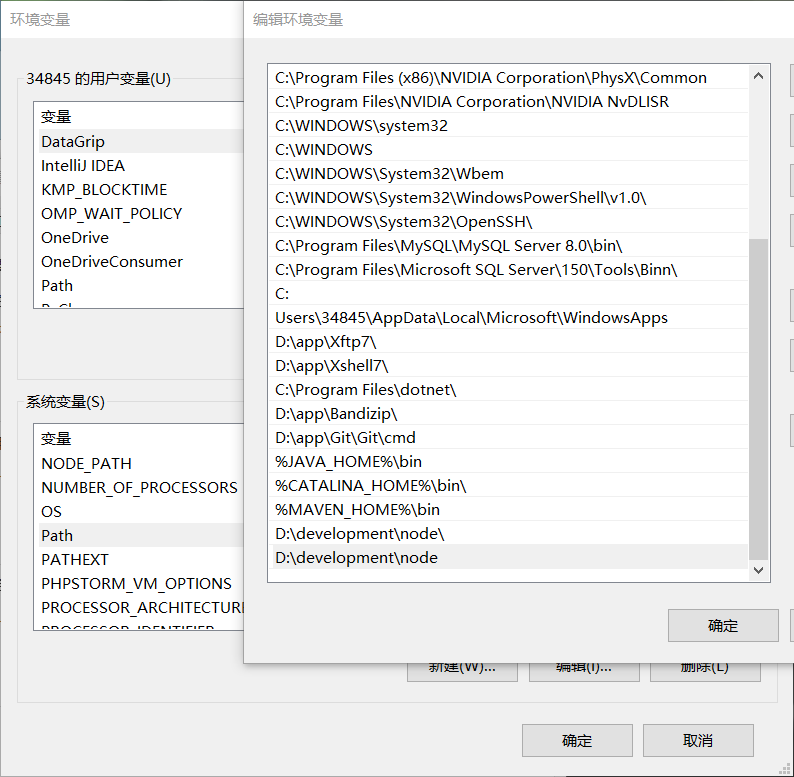 环境变量
34845 的用户变量(U)
变量
DataGrip
IntelliJ IDEA
KMP_BLOCKTIME
OMP_WAIT_POLICY
OneDrive
OneDriveConsumer
Path
系统变量(S)
变量
NODE_PATH
NUMBER_OF_PROCESSORS
OS
Path
PATHEXT
PHPSTORM_VM_OPTIONS
PROCESSOR_ARCHITECTUR
PROCESSOR_IDENTIFIER
编辑环境变量
C:\Program Files (x86)\NVIDIA Corporation\PhysX\Common
C:\Program Files\NVIDIA Corporation\NVIDIA NvDLISR
C:\WINDOWS\system32
C:\WINDOWS
C:\WINDOWS\System32\Wbem
C:\WINDOWS\System32\WindowsPowerShell\v1.0\
C:\WINDOWS\System32\OpenSSH\
C:\Program Files\MySQL\MySQL Server 8.0\bin\
C:\Program Files\Microsoft SQL Server\150\Tools\Binn\
C:
Users\34845\AppData\Local\Microsoft\WindowsApps
D:\app\Xftp7\
D:\app\Xshell7\
C:\Program Files\dotnet\
D:\app\Bandizip\
D:\app\Git\Git\cmd
%JAVA_HOME%\bin
%CATALINA_HOME%\bin\
%MAVEN_HOME%\bin
D:\development\node\
D:\development\node
确定
新建(W)...
编辑(I)...
删除(L)
确定
取消